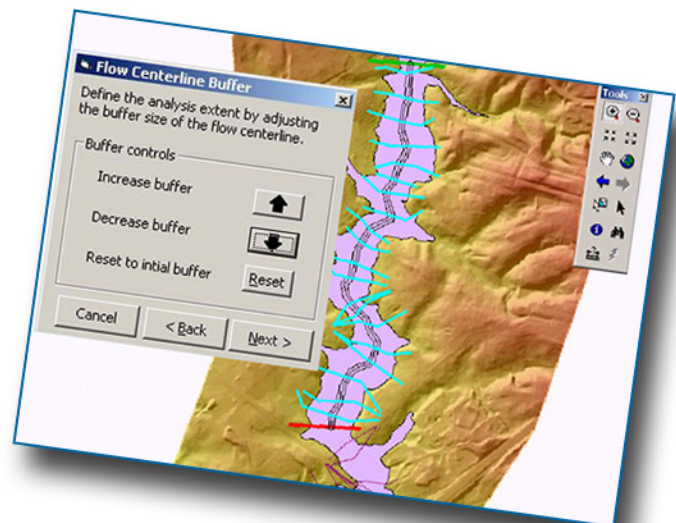 Flow Centerline Buffer
Define the analysis extent by adjusting
the buffer size of the flow centerline.
Buffer controls
Increase buffer
Decrease buffer
Reset to intial buffer
Reset
Cancel
< Back
Next >
Tools